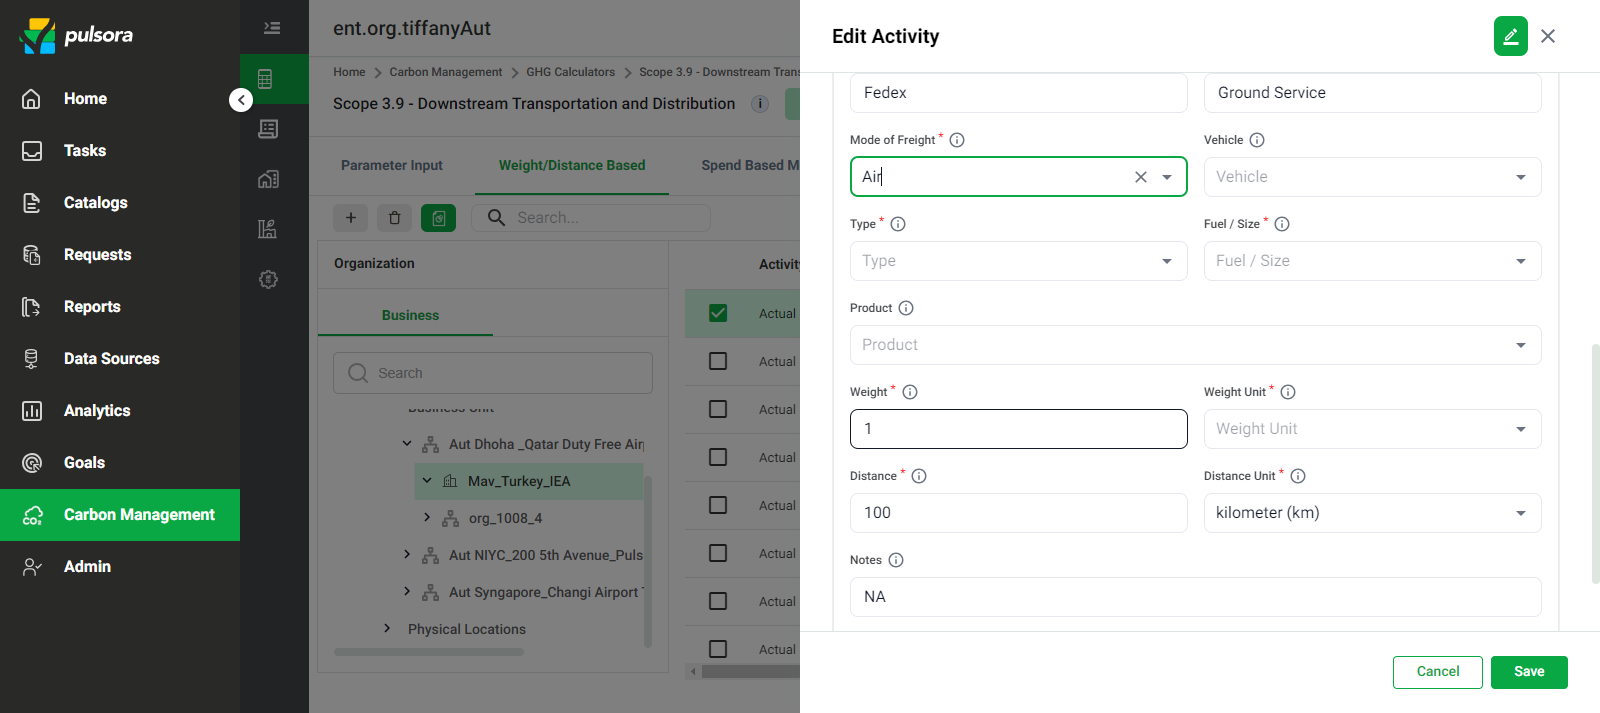 pulsora
Home
Tasks
Catalogs
Requests
Reports
Data Sources
Analytics
Goals
Carbon Management
Admin
ent.org.tiffanyAut
Home > Carbon Management > GHG Calculators > Scope 3.9 - Downstream Trans
Scope 3.9 - Downstream Transportation and Distribution
Parameter Input
Weight/Distance Based
Spend Based M
Search...
Organization
Business
Search
Business Unit
Aut Dhoha _Qatar Duty Free Air
Mav_Turkey_IEA
org_1008_4
Aut NIYC_200 5th Avenue_Puls
Aut Syngapore_Changi Airport T
Physical Locations
Activity
Actual
Actual
Actual
Actual
Actual
Actual
Actual
Actual
Edit Activity
Fedex
Ground Service
Mode of Freight *
Vehicle
Air
Vehicle
Type *
Fuel / Size *
Type
Fuel / Size
Product
Product
Weight *
Weight Unit *
1
Weight Unit
Distance *
Distance Unit *
100
kilometer (km)
Notes
NA
Cancel
Save